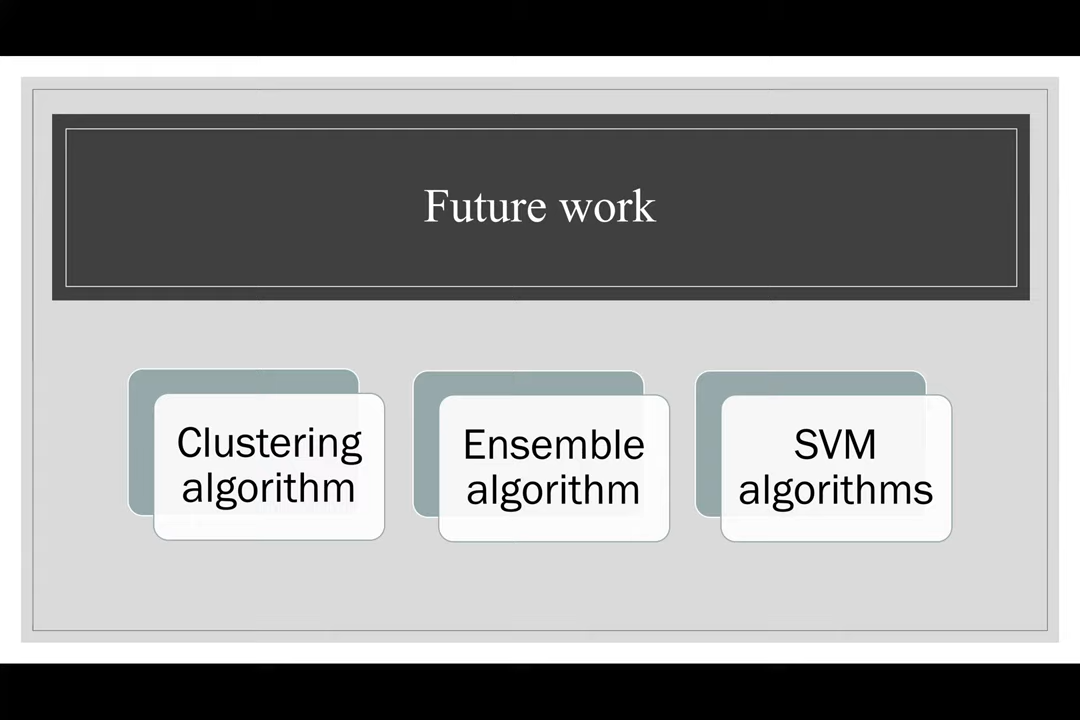 Future work
Clustering
algorithm
Ensemble
algorithm
SVM
algorithms